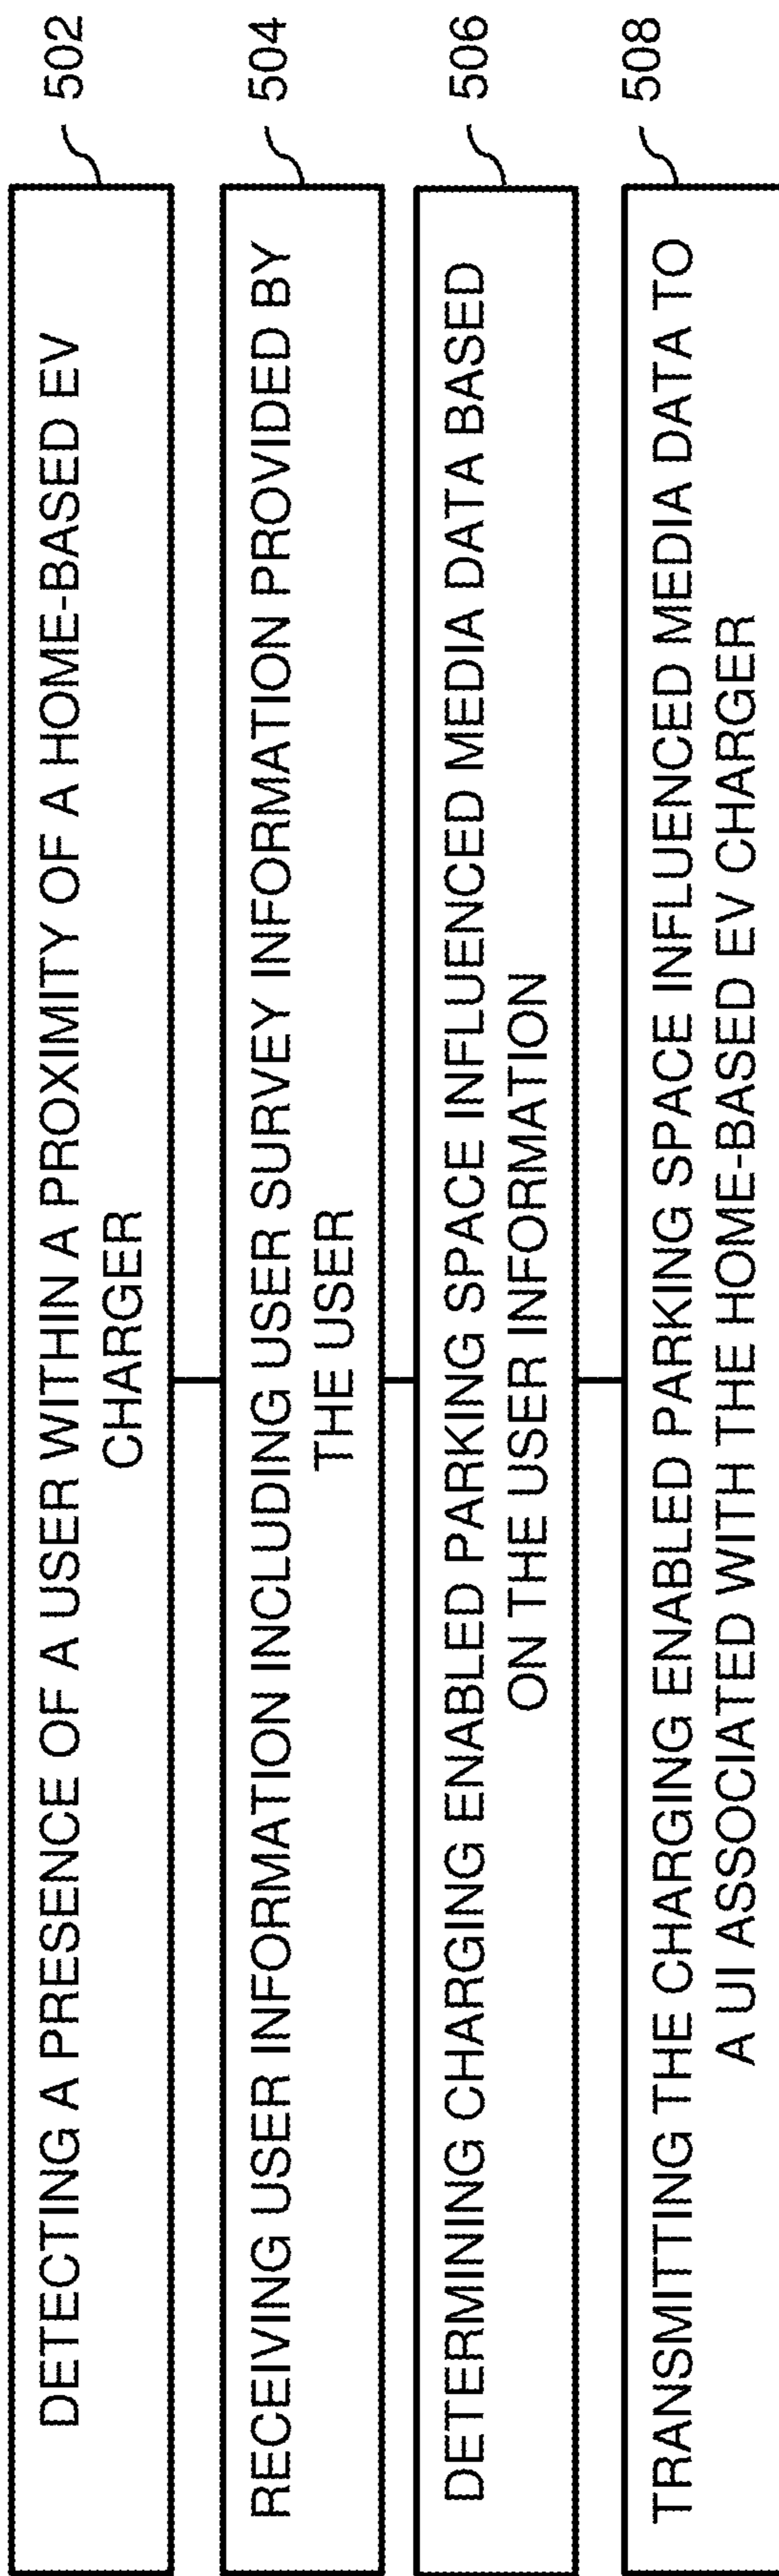 DETECTING A PRESENCE OF A USER WITHIN A PROXIMITY OF A HOME-BASED EV
CHARGER
502
RECEIVING USER INFORMATION INCLUDING USER SURVEY INFORMATION PROVIDED BY
THE USER
504
DETERMINING CHARGING ENABLED PARKING SPACE INFLUENCED MEDIA DATA BASED
ON THE USER INFORMATION
506
TRANSMITTING THE CHARGING ENABLED PARKING SPACE INFLUENCED MEDIA DATA TO
A UI ASSOCIATED WITH THE HOME-BASED EV CHARGER
508